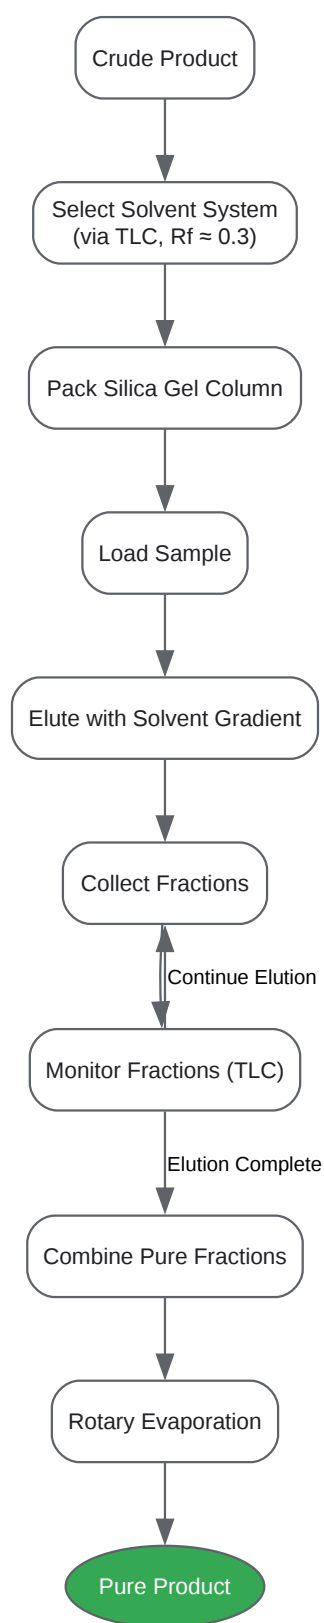 Crude Product
Select Solvent System
(via TLC, Rf ≈ 0.3)
Pack Silica Gel Column
Load Sample
Elute with Solvent Gradient
Collect Fractions
Continue Elution
Monitor Fractions (TLC)
Elution Complete
Combine Pure Fractions
Rotary Evaporation
Pure Product